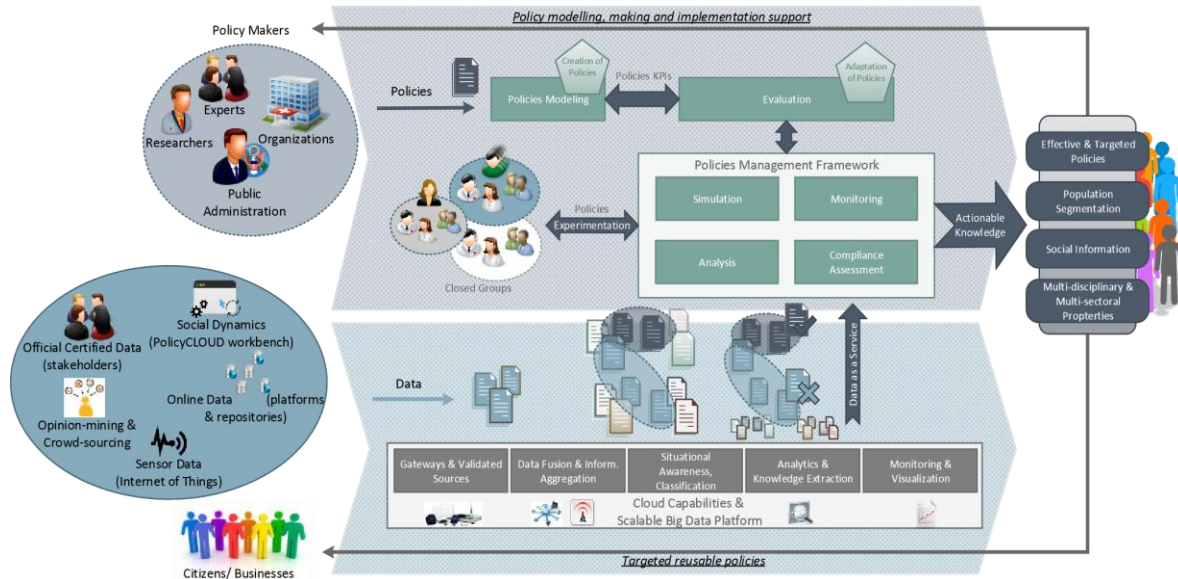 Policy modelling, making and implementation support
Policy Makers
Experts
Researchers
Organizations
Public
Administration
Policies
Creation of
Policies
Policies Modeling
Policies KPIs
Adaptation
of Policies
Evaluation
Policies Management Framework
Simulation
Monitoring
Analysis
Compliance
Assessment
Policies
Experimentation
Closed Groups
Actionable
Knowledge
Effective & Targeted
Policies
Population
Segmentation
Social Information
Multi-disciplinary &
Multi-sectoral
Propterties
Social Dynamics
(PolicyCLOUD workbench)
Official Certified Data
(stakeholders)
Online Data (platforms
& repositories)
Opinion-mining &
Crowd-sourcing
Sensor Data
(Internet of Things)
Data
Data as a Service
Gateways & Validated
Sources
Data Fusion & Inform.
Aggregation
Situational
Awareness,
Classification
Analytics &
Knowledge Extraction
Monitoring &
Visualization
Cloud Capabilities &
Scalable Big Data Platform
Citizens/ Businesses
Targeted reusable policies